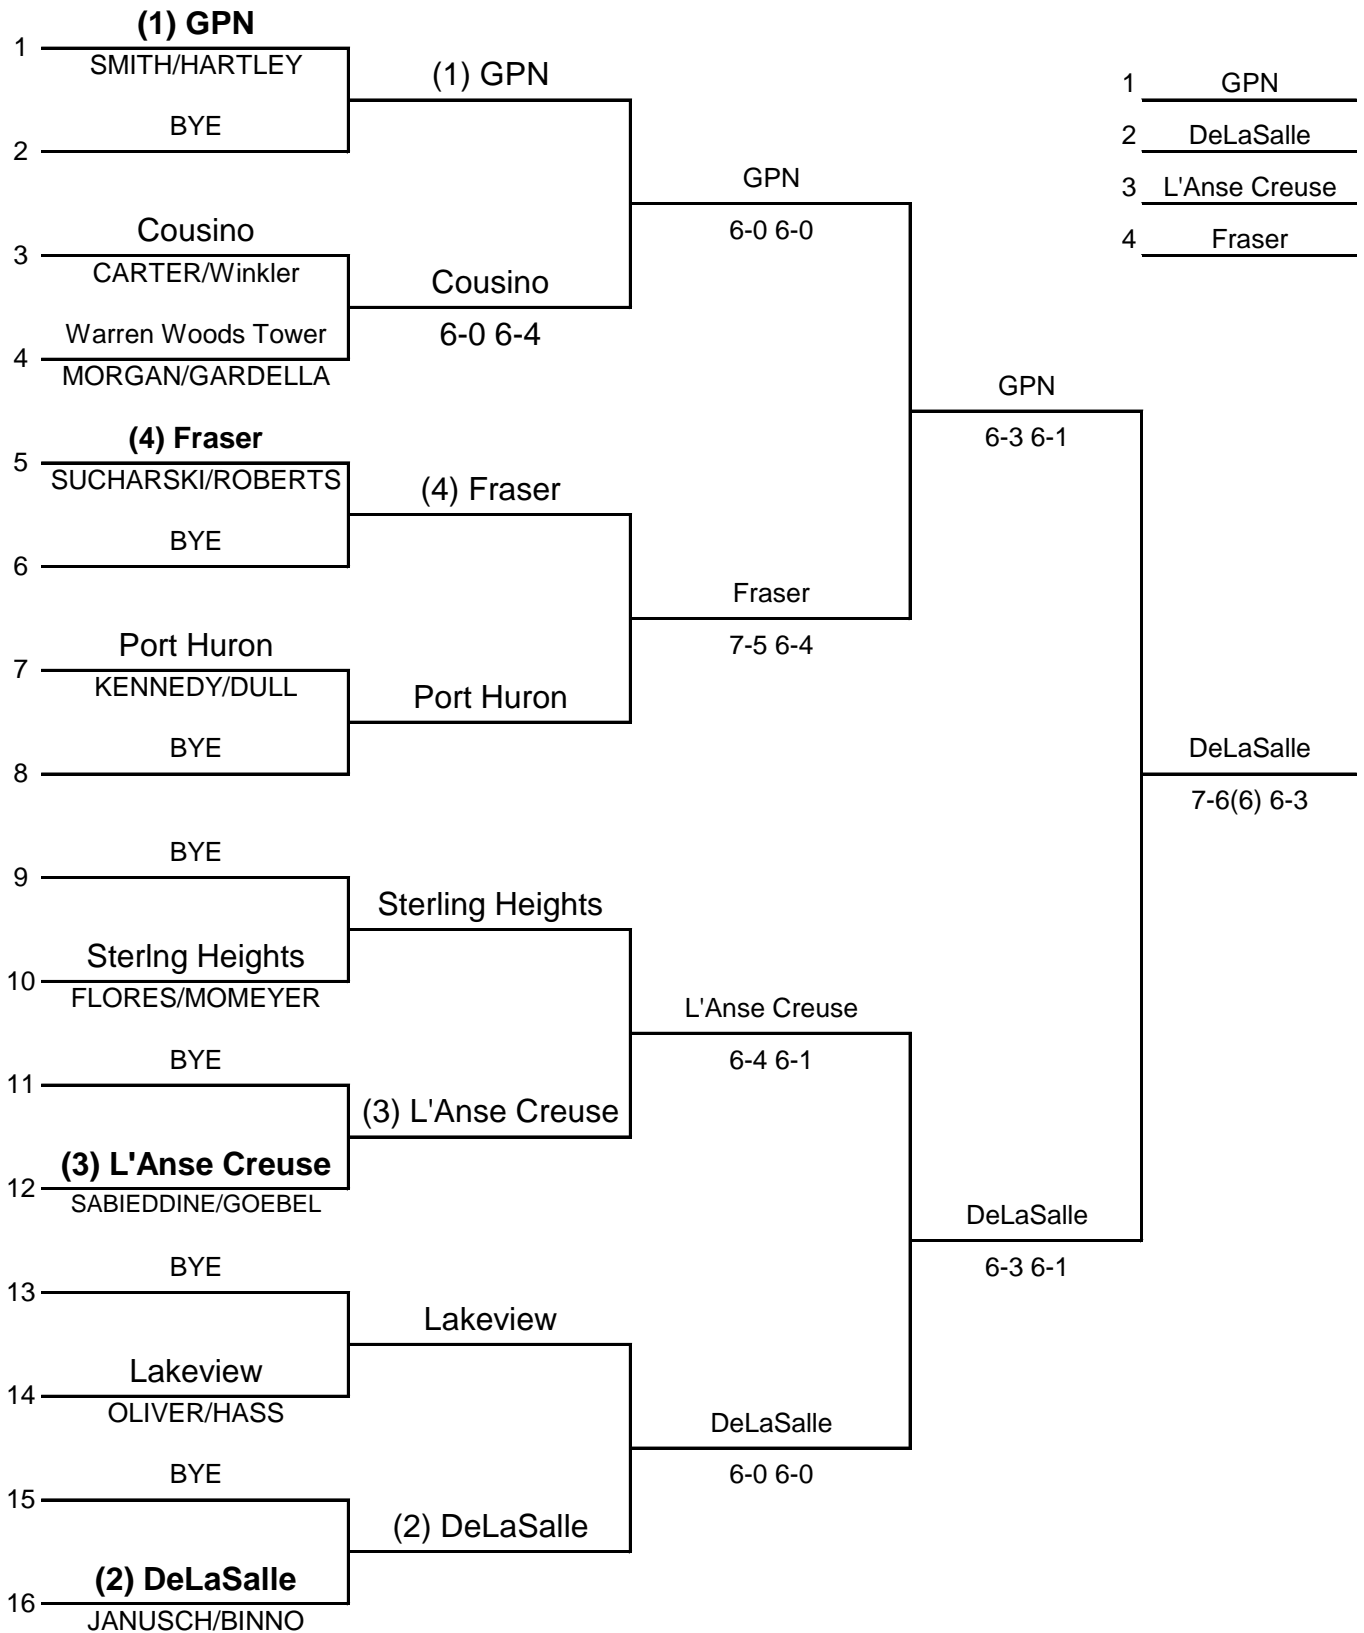 (1) GPN
1
SMITH/HARTLEY
BYE
2
Cousino
3
CARTER/Winkler
Warren Woods Tower
4
MORGAN/GARDELLA
(4) Fraser
5
SUCHARSKI/ROBERTS
BYE
6
Port Huron
7
KENNEDY/DULL
BYE
8
BYE
9
Sterlng Heights
10
FLORES/MOMEYER
BYE
11
(3) L'Anse Creuse
12
SABIEDDINE/GOEBEL
BYE
13
Lakeview
14
OLIVER/HASS
BYE
15
(2) DeLaSalle
16
JANUSCH/BINNO
(1) GPN
Cousino
6-0 6-4
(4) Fraser
Port Huron
Sterling Heights
(3) L'Anse Creuse
Lakeview
(2) DeLaSalle
GPN
6-0 6-0
Fraser
7-5 6-4
L'Anse Creuse
6-4 6-1
DeLaSalle
6-0 6-0
GPN
6-3 6-1
DeLaSalle
6-3 6-1
DeLaSalle
7-6(6) 6-3
1 GPN
2 DeLaSalle
3 L'Anse Creuse
4 Fraser